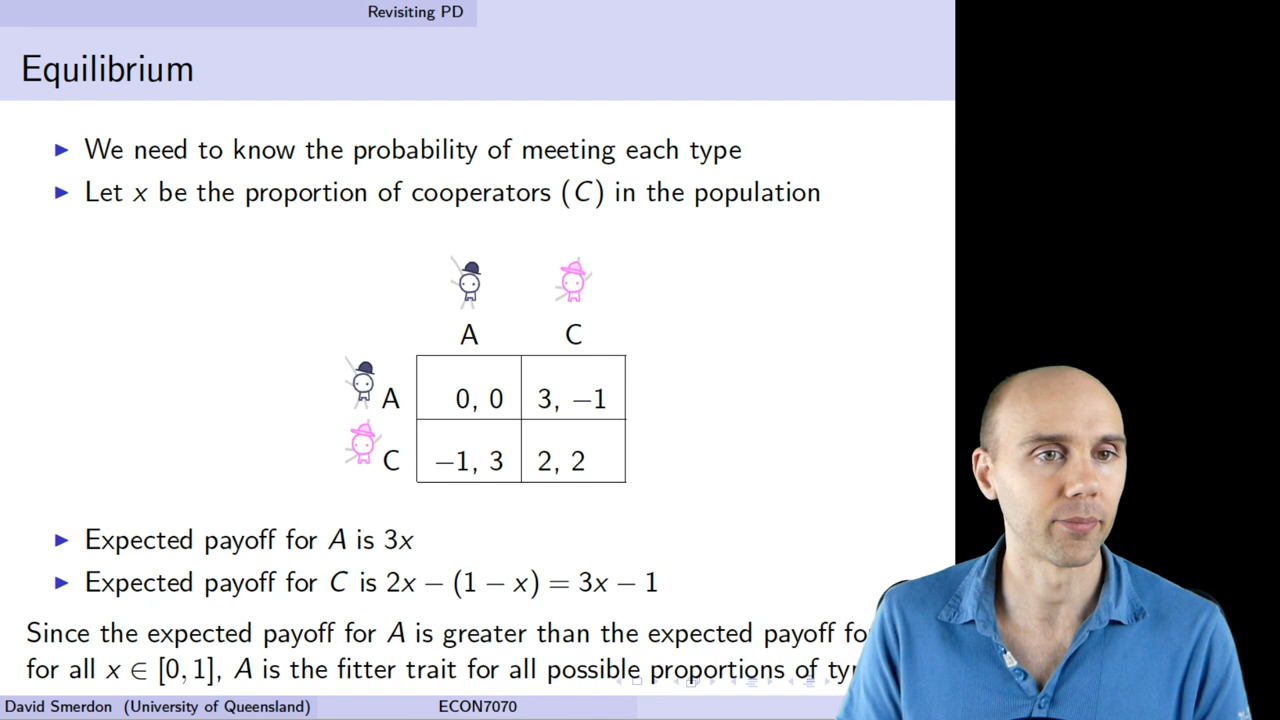 Revisiting PD
Equilibrium
▶ We need to know the probability of meeting each type
▶ Let x be the proportion of cooperators (C) in the population
A C
A 0, 0 3, −1
C −1, 3 2, 2
▶ Expected payoff for A is 3x
▶ Expected payoff for C is 2x − (1 − x) = 3x − 1
Since the expected payoff for A is greater than the expected payoff
for all x ∈ [0, 1], A is the fitter trait for all possible proportions of
David Smerdon (University of Queensland) ECON7070